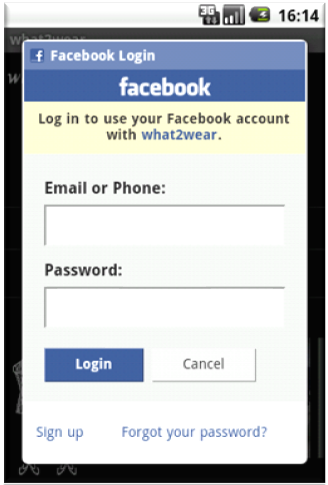 3G 16:14
what2wear
w
Facebook Login
facebook
Log in to use your Facebook account
with what2wear.
Email or Phone:
Password:
Login Cancel
Sign up Forgot your password?